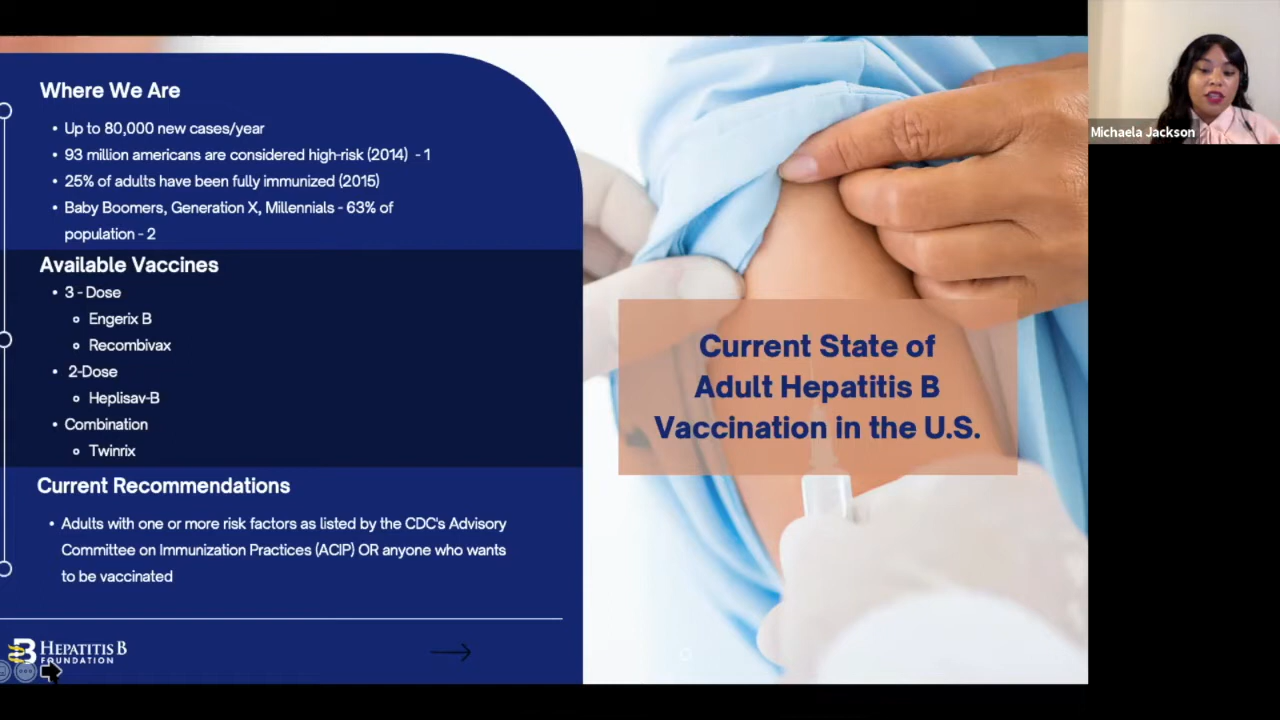 Where We Are
• Up to 80,000 new cases/year
• 93 million americans are considered high-risk (2014) - 1
• 25% of adults have been fully immunized (2015)
• Baby Boomers, Generation X, Millennials - 63% of
population - 2
Available Vaccines
• 3 - Dose
Engerix B
Recombivax
• 2-Dose
Heplisav-B
• Combination
Twinrix
Current Recommendations
• Adults with one or more risk factors as listed by the CDC's Advisory
Committee on Immunization Practices (ACIP) OR anyone who wants
to be vaccinated
HEPATITIS B
FOUNDATION
Current State of
Adult Hepatitis B
Vaccination in the U.S.
Michaela Jackson